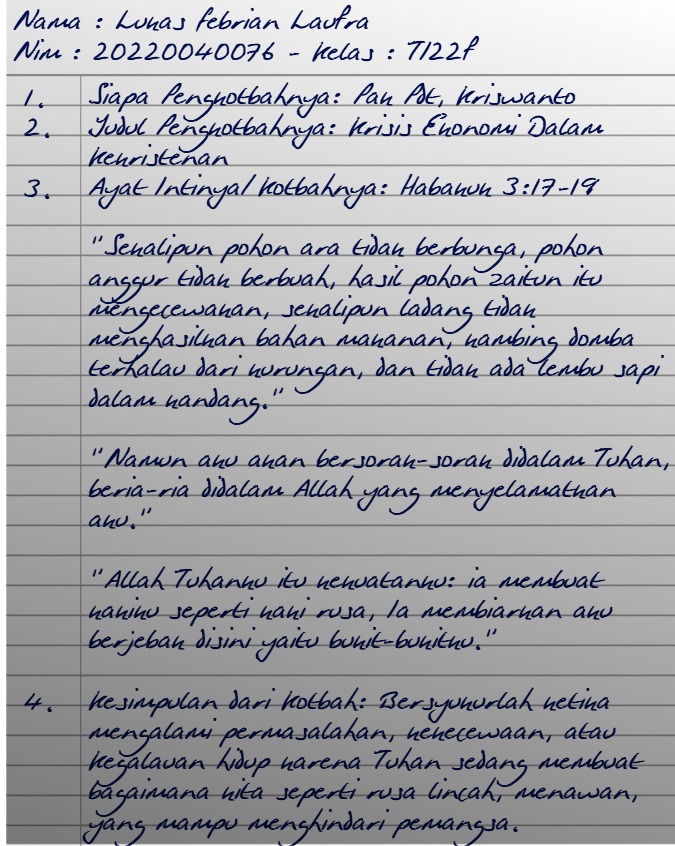 Nama : Lukas Febrian Laufra
Nim : 20220040076 - Kelas : TI22F
1. Siapa Pengkotbahnya: Pak Pdt, Kriswanto
2. Judul Pengkotbahnya: Krisis Ekonomi Dalam
Kekristenan
3. Ayat Intinya/Kotbahnya: Habakuk 3:17-19
"Sekalipun pohon ara tidak berbunga, pohon
anggur tidak berbuah, hasil pohon zaitun itu
mengecewakan, sekalipun ladang tidak
menghasilkan bahan makanan, kambing domba
terhalau dari kurungan, dan tidak ada lembu sapi
dalam kandang."
"Namun aku akan bersorak-sorak didalam Tuhan,
beria-ria didalam Allah yang menyelamatkan
aku."
"Allah Tuhanku itu kekuatanku: ia membuat
kakiku seperti kaki rusa, Ia membiarkan aku
berjebak disini yaitu bukit-bukitku."
4. Kesimpulan dari Kotbah: Bersyukurlah ketika
mengalami permasalahan, kekecewaan, atau
Kegalauan hidup karena Tuhan sedang membuat
bagaimana kita seperti rusa lincah, menawan,
yang mampu menghindari pemangsa.